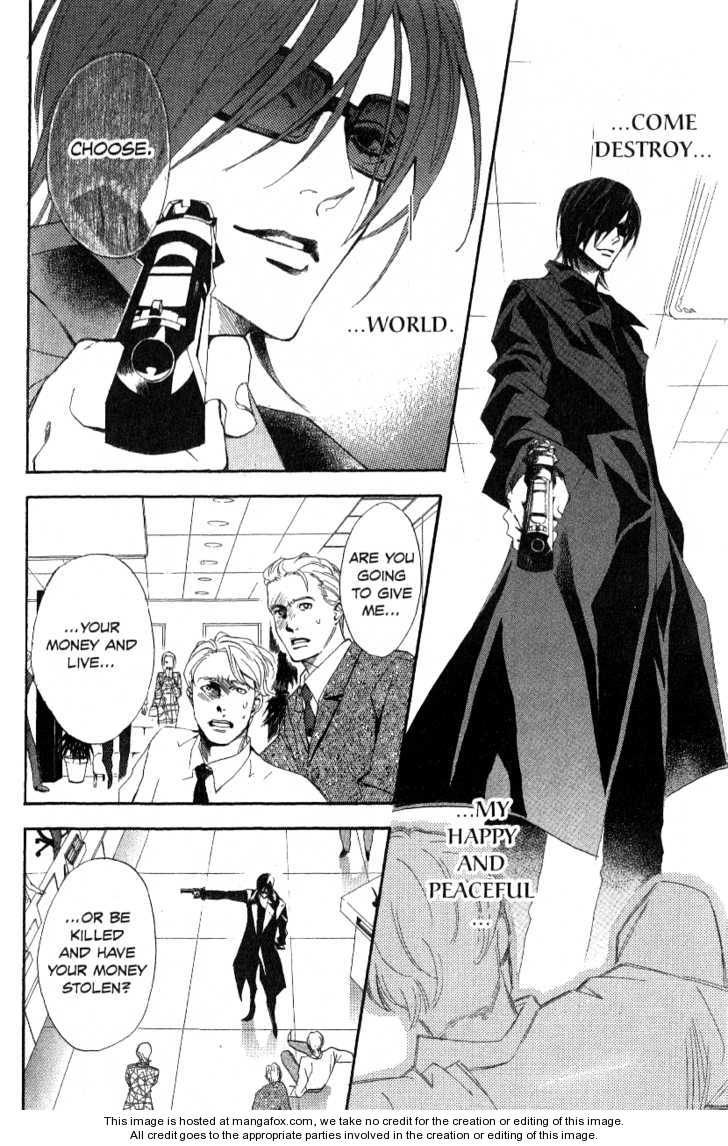 ...COME
DESTROY...
...MY
HAPPY
AND
PEACEFUL
...
...WORLD.
CHOOSE.
ARE YOU
GOING
TO GIVE
ME...
...YOUR
MONEY AND
LIVE...
...OR BE
KILLED
AND HAVE
YOUR MONEY
STOLEN?
This image is hosted at mangafox.com, we take no credit for the creation or editing of this image.
All credit goes to the appropriate parties involved in the creation or editing of this image.